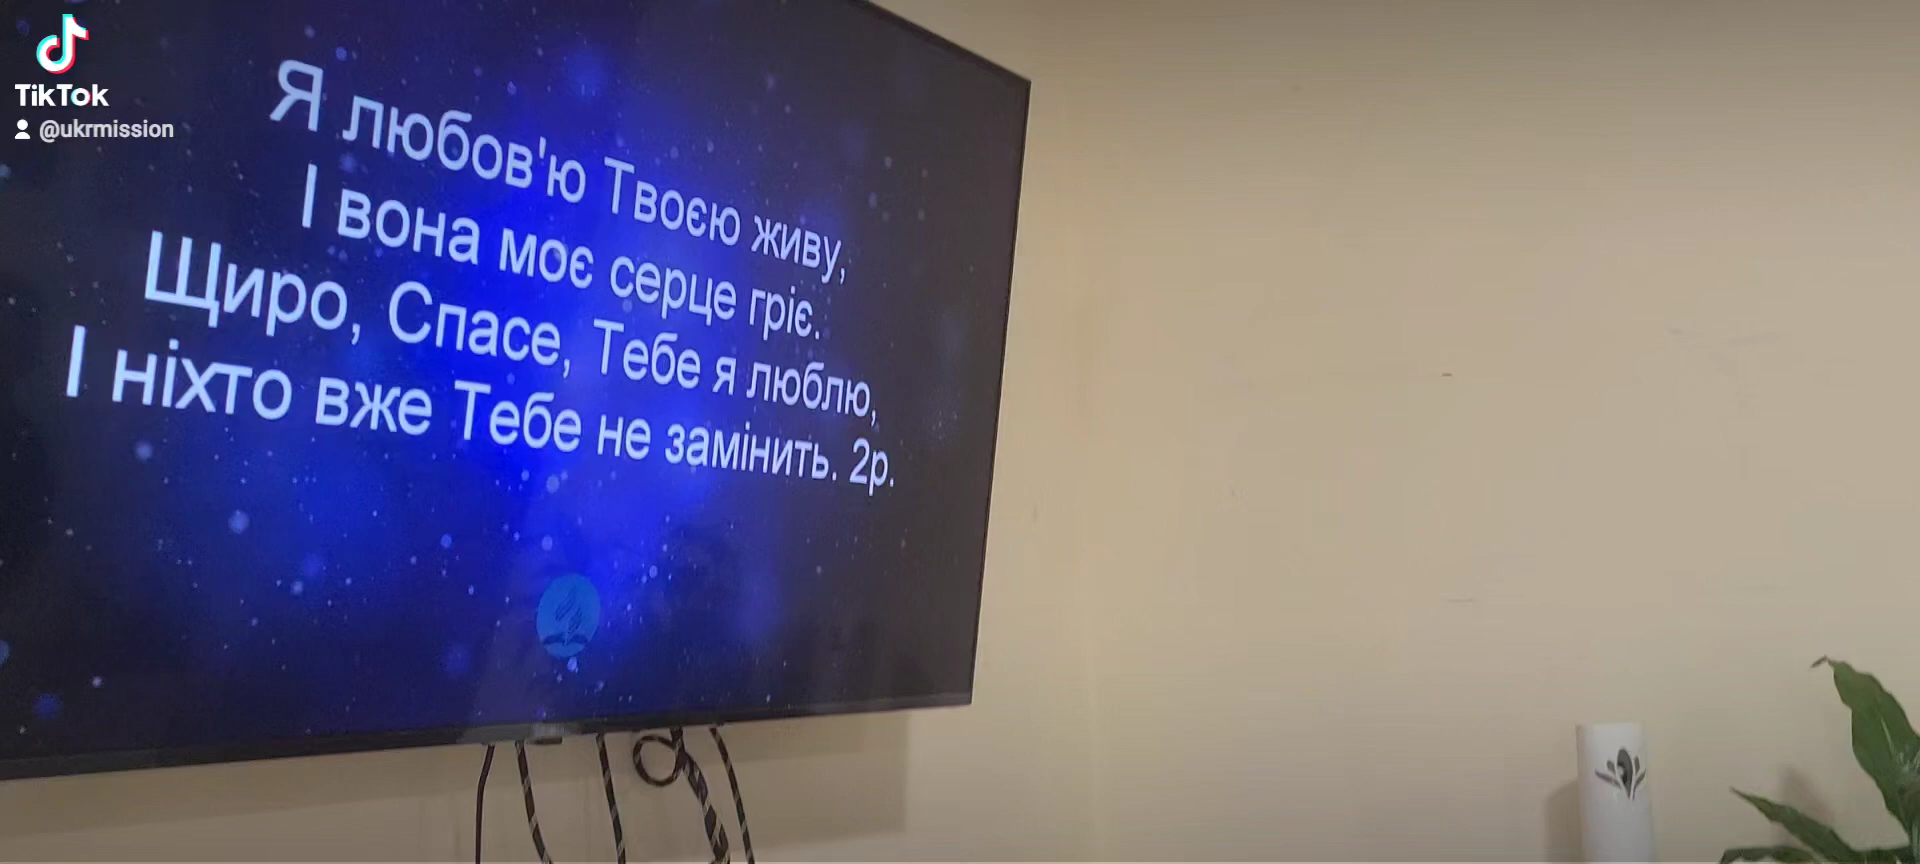 TikTok
@ukrmission
Я любов'ю Твоєю живу,
І вона моє серце гріє.
Щиро, Спасе, Тебе я люблю,
І ніхто вже Тебе не замінить. 2р.